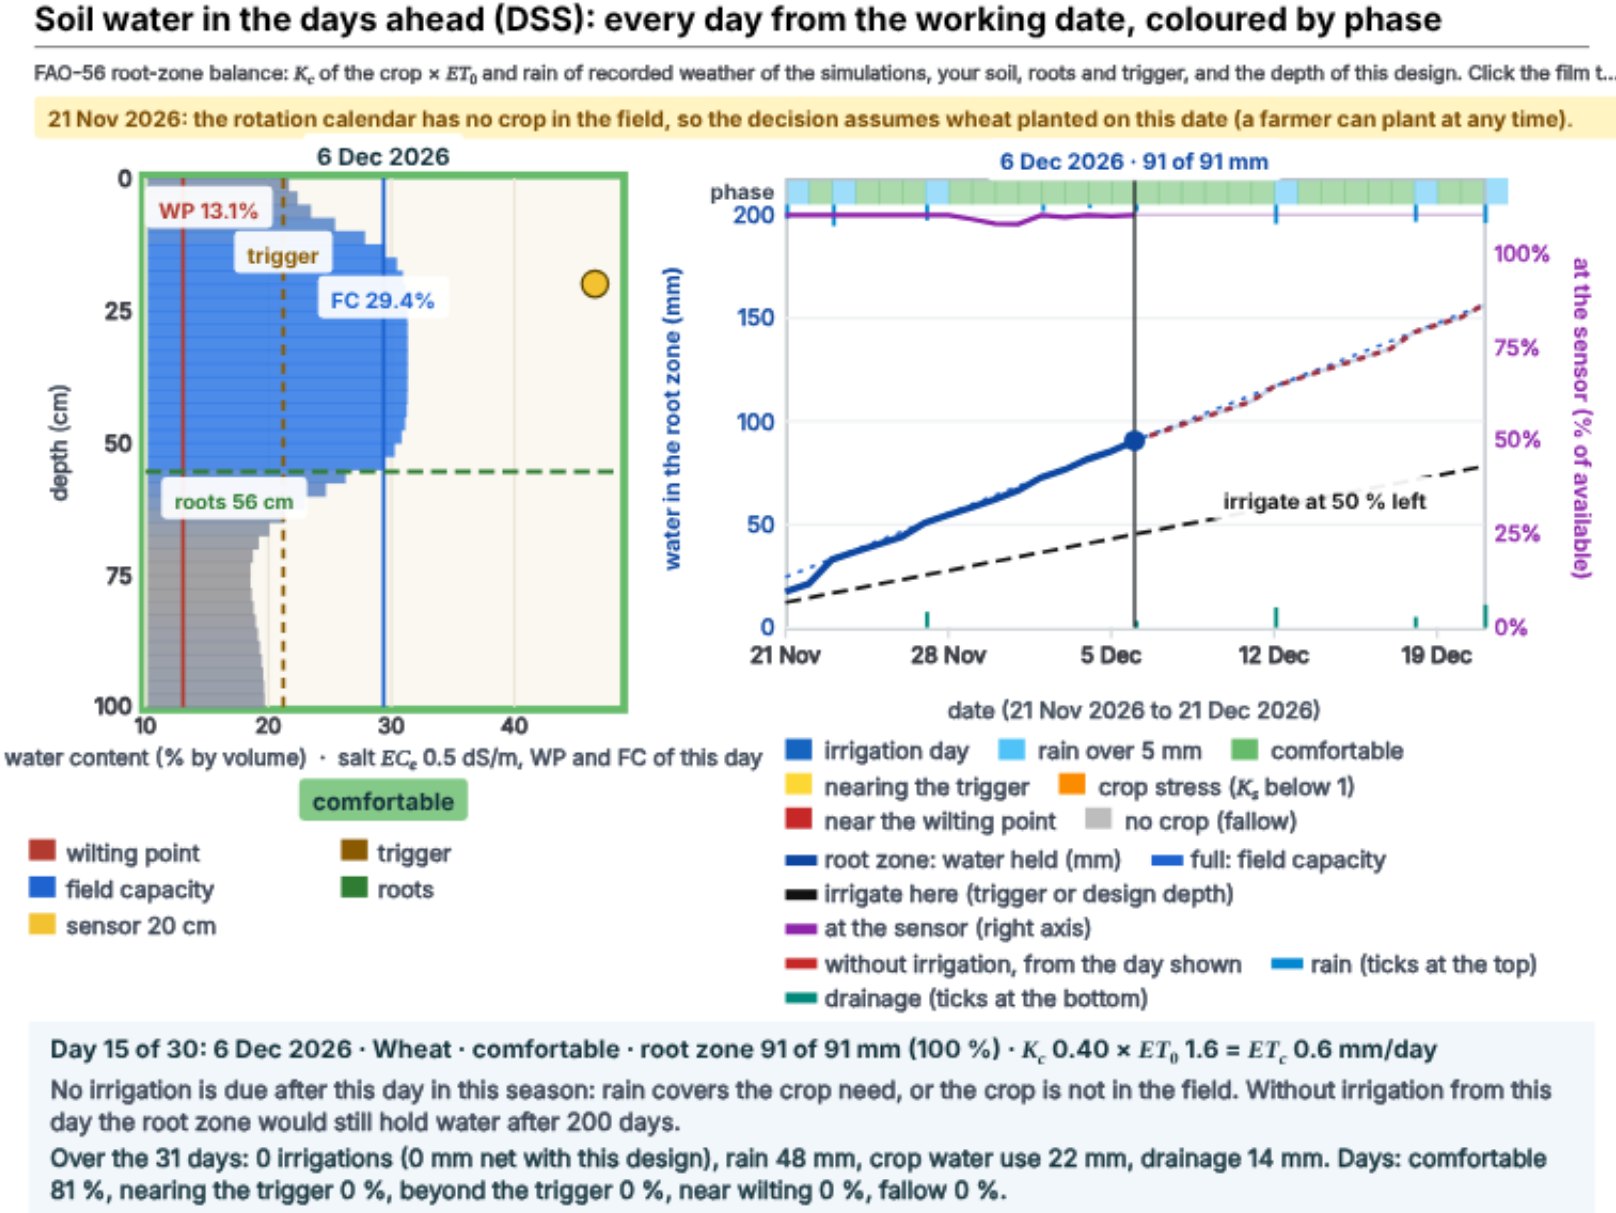 Soil water in the days ahead (DSS): every day from the working date, coloured by phase
FAO-56 root-zone balance: Kc of the crop × ET0 and rain of recorded weather of the simulations, your soil, roots and trigger, and the depth of this design. Click the film t...
21 Nov 2026: the rotation calendar has no crop in the field, so the decision assumes wheat planted on this date (a farmer can plant at any time).
6 Dec 2026
0
25
50
75
100
depth (cm)
WP 13.1%
trigger
FC 29.4%
roots 56 cm
10 20 30 40
water content (% by volume) · salt ECe 0.5 dS/m, WP and FC of this day
comfortable
wilting point
trigger
field capacity
roots
sensor 20 cm
6 Dec 2026 · 91 of 91 mm
phase
200
150
100
50
0
water in the root zone (mm)
100%
75%
50%
25%
0%
at the sensor (% of available)
irrigate at 50 % left
21 Nov 28 Nov 5 Dec 12 Dec 19 Dec
date (21 Nov 2026 to 21 Dec 2026)
irrigation day rain over 5 mm comfortable
nearing the trigger crop stress (Ks below 1)
near the wilting point no crop (fallow)
root zone: water held (mm) full: field capacity
irrigate here (trigger or design depth)
at the sensor (right axis)
without irrigation, from the day shown rain (ticks at the top)
drainage (ticks at the bottom)
Day 15 of 30: 6 Dec 2026 · Wheat · comfortable · root zone 91 of 91 mm (100 %) · Kc 0.40 × ET0 1.6 = ETc 0.6 mm/day
No irrigation is due after this day in this season: rain covers the crop need, or the crop is not in the field. Without irrigation from this
day the root zone would still hold water after 200 days.
Over the 31 days: 0 irrigations (0 mm net with this design), rain 48 mm, crop water use 22 mm, drainage 14 mm. Days: comfortable
81 %, nearing the trigger 0 %, beyond the trigger 0 %, near wilting 0 %, fallow 0 %.